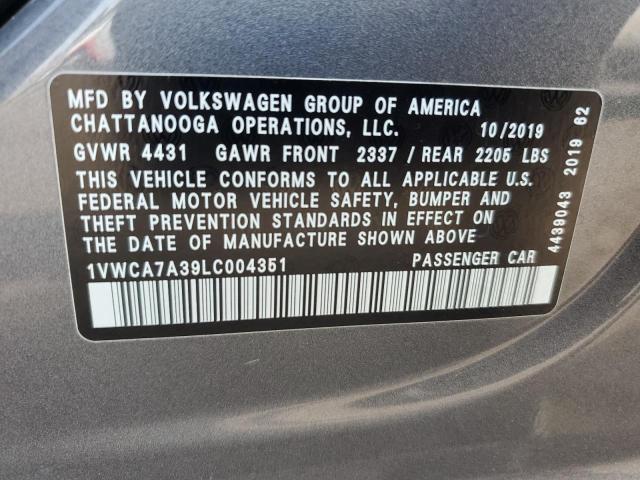 MFD BY VOLKSWAGEN GROUP OF AMERICA
CHATTANOOGA OPERATIONS, LLC. 10/2019
GVWR 4431 GAWR FRONT 2337 / REAR 2205 LBS
THIS VEHICLE CONFORMS TO ALL APPLICABLE U.S.
FEDERAL MOTOR VEHICLE SAFETY, BUMPER AND
THEFT PREVENTION STANDARDS IN EFFECT ON
THE DATE OF MANUFACTURE SHOWN ABOVE
1VWCA7A39LC004351 PASSENGER CAR
4439043 2019 62